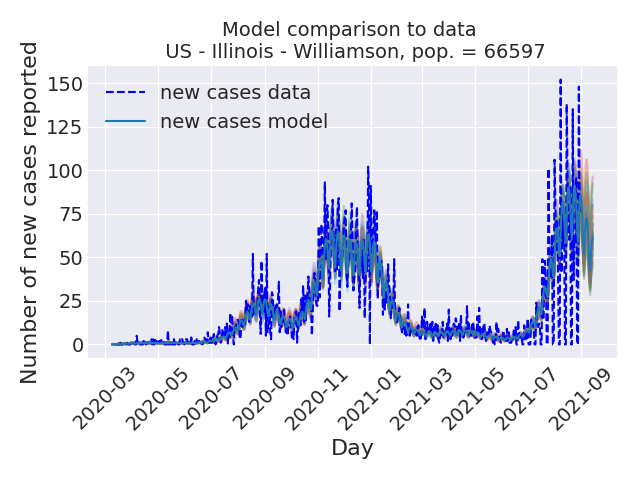 Model comparison to data
US - Illinois - Williamson, pop. = 66597
new cases data
new cases model
Number of new cases reported
150
125
100
75
50
25
0
2020-03
2020-05
2020-07
2020-09
2020-11
2021-01
2021-03
2021-05
2021-07
2021-09
Day